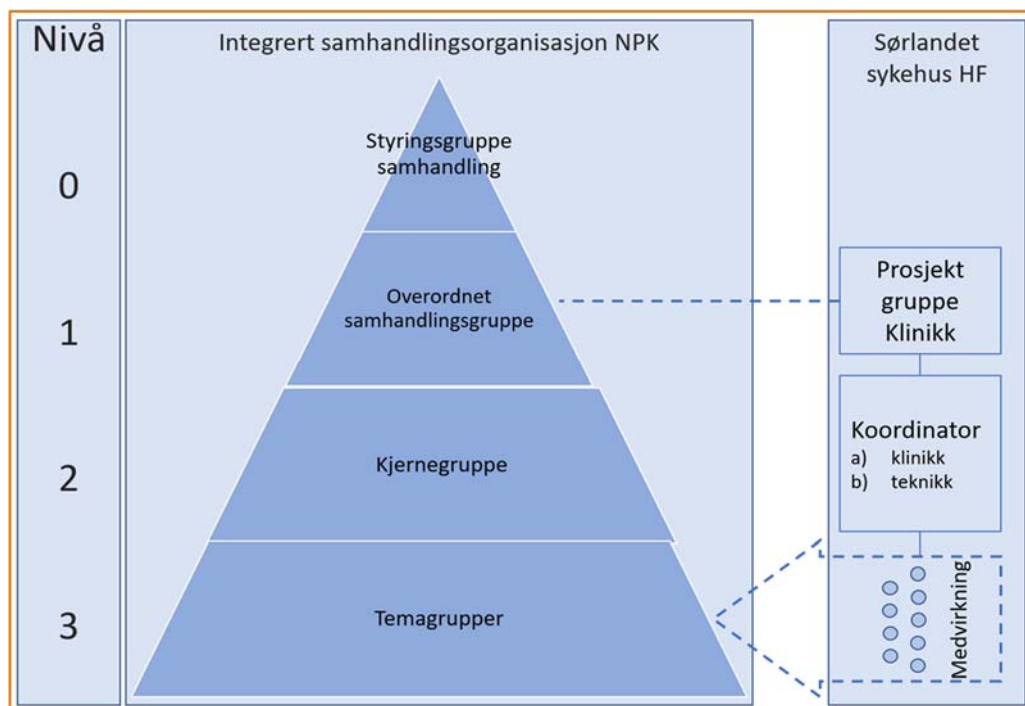 Nivå
0
1
2
3
Integrert samhandlingsorganisasjon NPK
Styringsgruppe
samhandling
Overordnet
samhandlingsgruppe
Kjernegruppe
Temagrupper
Sørlandet
sykehus HF
Prosjekt
gruppe
Klinikk
Koordinator
a) klinikk
b) teknikk
Medvirkning